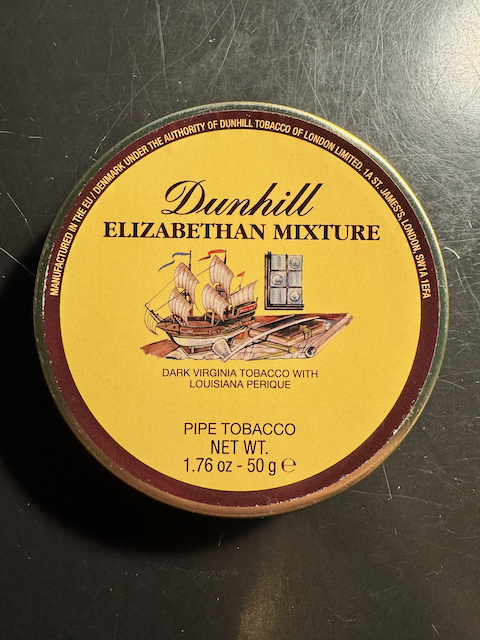 MANUFACTURED IN THE EU / DENMARK UNDER THE AUTHORITY OF DUNHILL TOBACCO OF LONDON LIMITED, 1A ST. JAMES'S, LONDON SW1A 1EFA
Dunhill
ELIZABETHAN MIXTURE
DARK VIRGINIA TOBACCO WITH
LOUISIANA PERIQUE
PIPE TOBACCO
NET WT.
1.76 oz - 50 g ℮